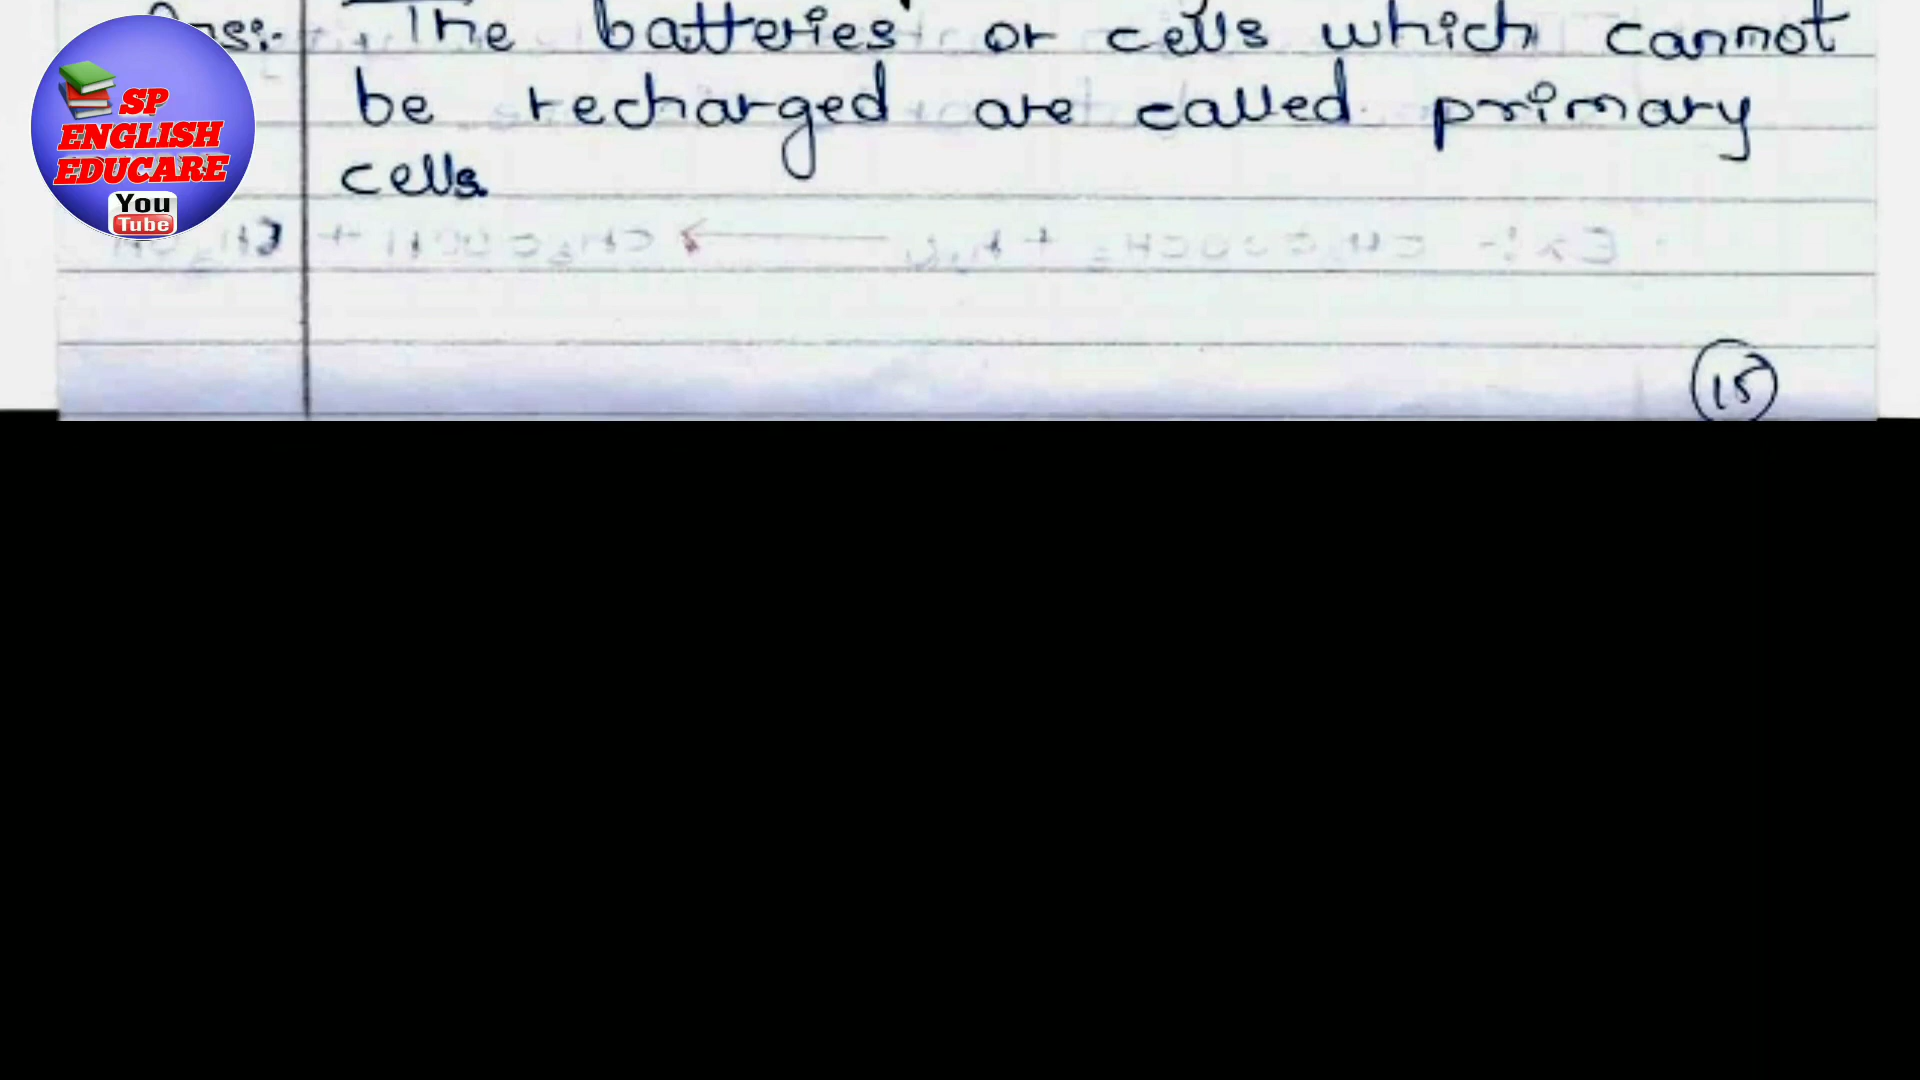 Ans:- The batteries or cells which cannot
be recharged are called primary
cells
15
SP
ENGLISH
EDUCARE
You
Tube